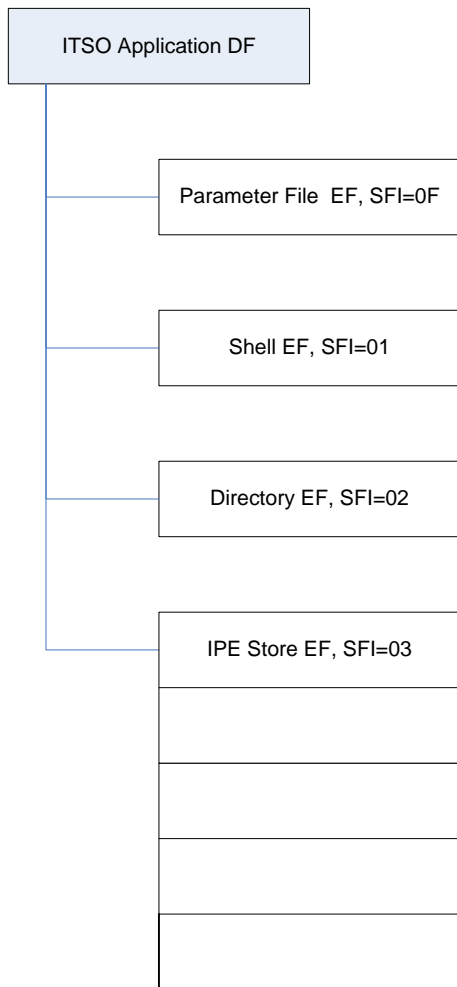 ITSO Application DF
Parameter File EF, SFI=0F
Shell EF, SFI=01
Directory EF, SFI=02
IPE Store EF, SFI=03